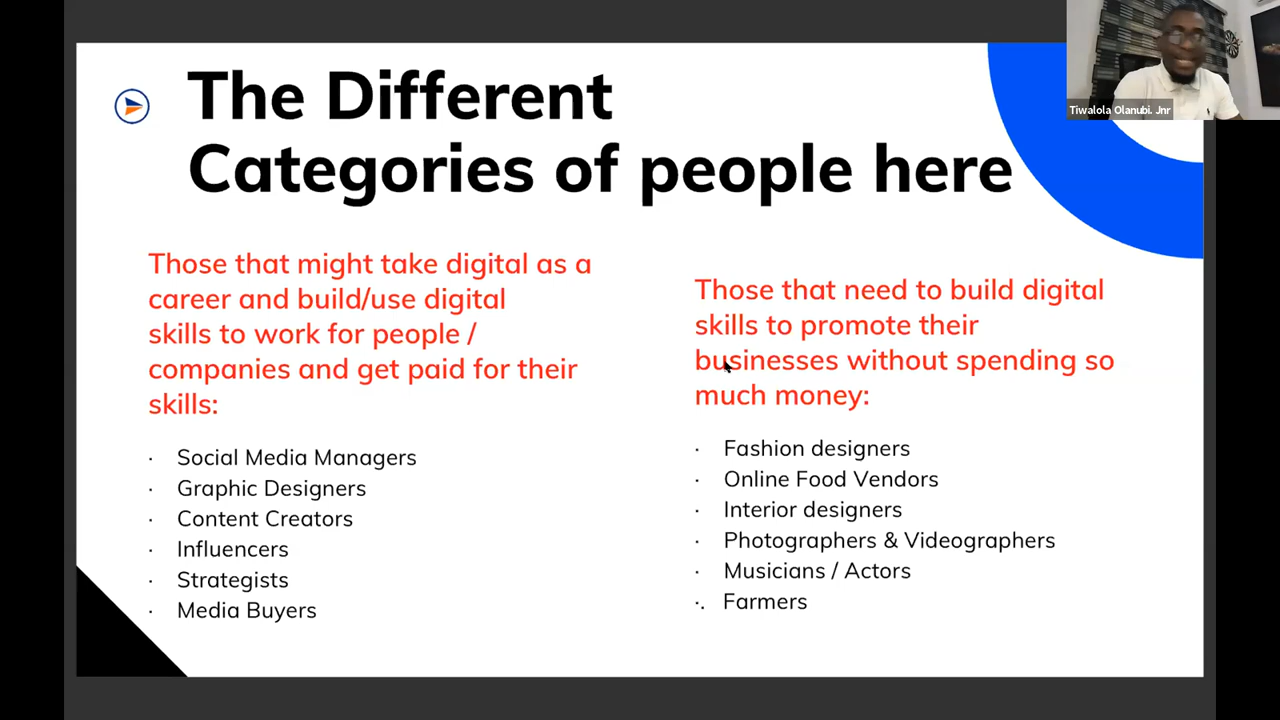 The Different
Categories of people here
Tiwalola Olanubi. Jnr
Those that might take digital as a
career and build/use digital
skills to work for people /
companies and get paid for their
skills:
· Social Media Managers
· Graphic Designers
· Content Creators
· Influencers
· Strategists
· Media Buyers
Those that need to build digital
skills to promote their
businesses without spending so
much money:
· Fashion designers
· Online Food Vendors
· Interior designers
· Photographers & Videographers
· Musicians / Actors
·. Farmers